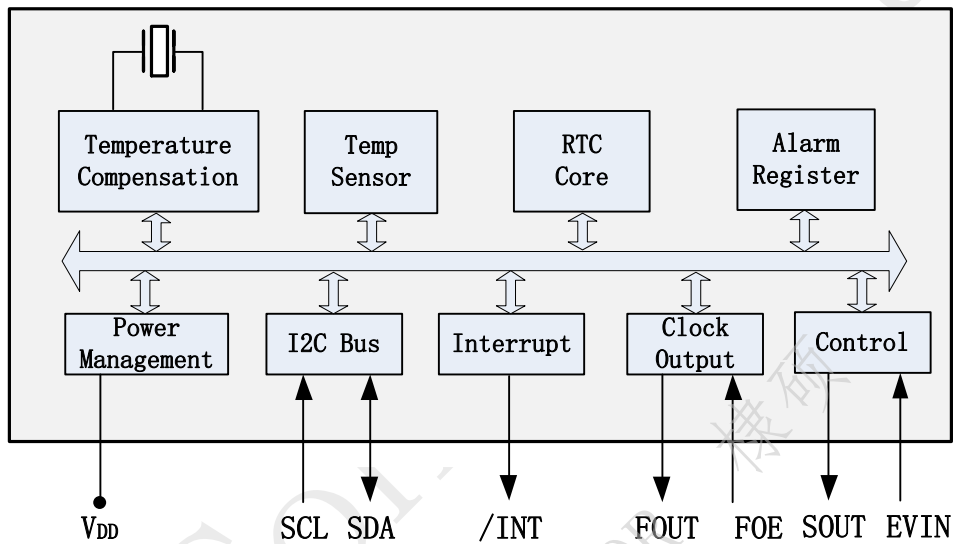 Temperature
Compensation
Temp
Sensor
RTC
Core
Alarm
Register
Power
Management
I2C Bus
Interrupt
Clock
Output
Control
VDD
SCL
SDA
/INT
FOUT
FOE
SOUT
EVIN